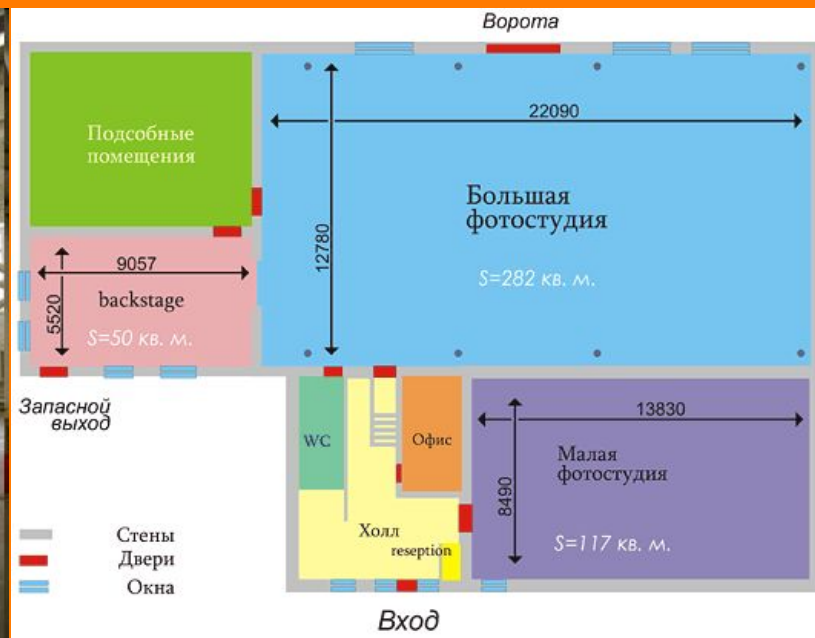 Ворота
Подсобные
помещения
22090
Большая
фотостудия
12780
S=282 кв. м.
9057
5520
backstage
S=50 кв. м.
Запасной
выход
WC
Офис
13830
Малая
фотостудия
8490
S=117 кв. м.
Холл
reseption
Стены
Двери
Окна
Вход